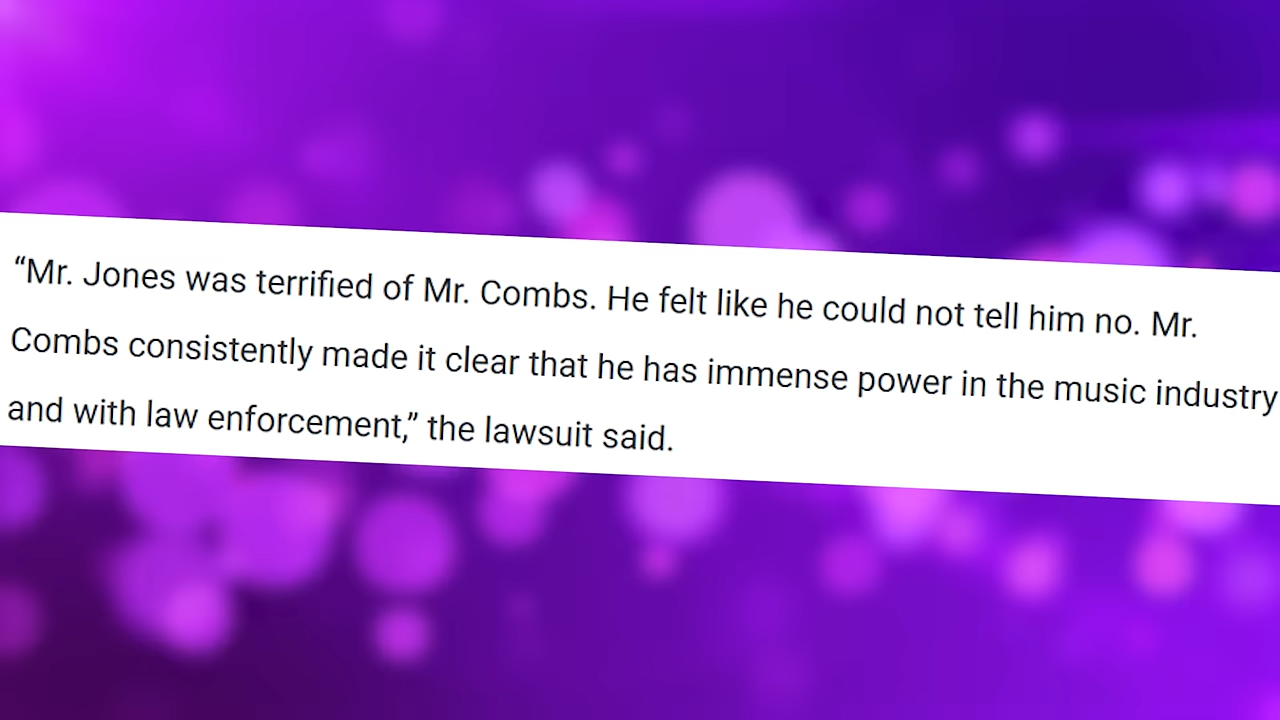 “Mr. Jones was terrified of Mr. Combs. He felt like he could not tell him no. Mr.
Combs consistently made it clear that he has immense power in the music industry
and with law enforcement,” the lawsuit said.